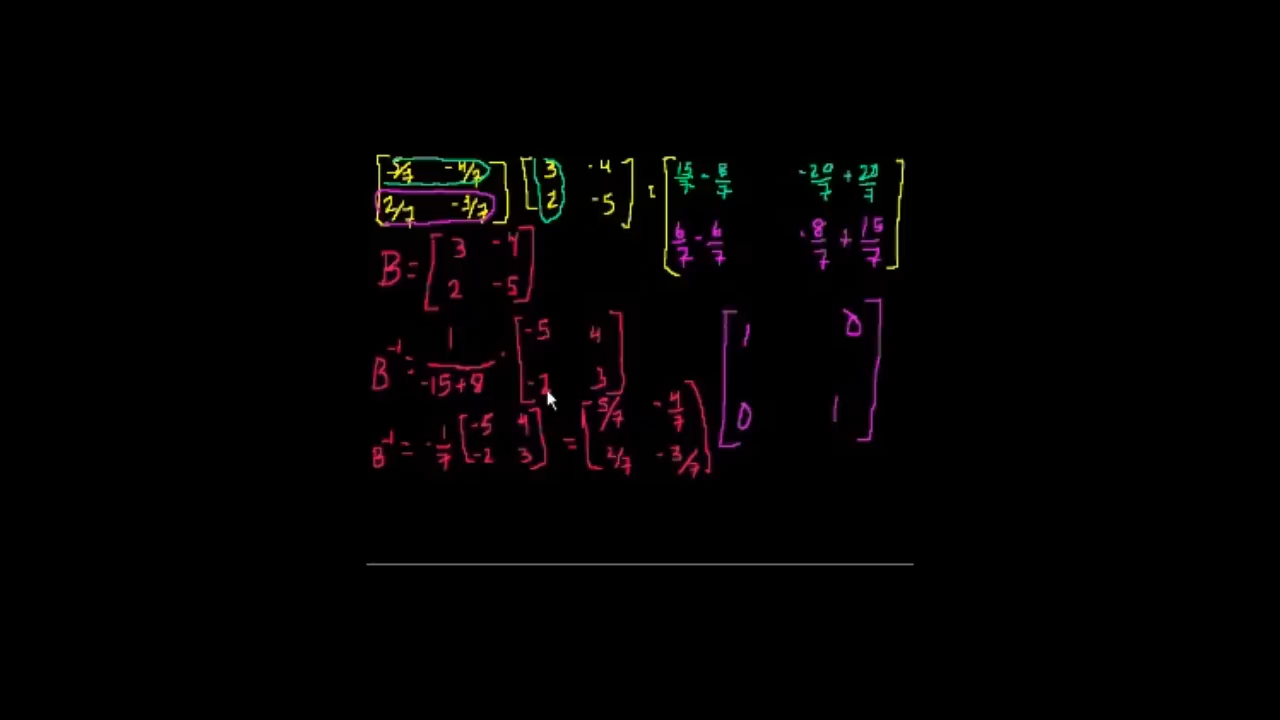 [5/7 -4/7] [3 -4] = [15/7 - 8/7 -20/7 + 20/7]
[2/7 -3/7] [2 -5] [6/7 - 6/7 -8/7 + 15/7]
B = [3 -4]
[2 -5]
B⁻¹ = 1/(-15+8) · [-5 4]
[-2 3]
B⁻¹ = -1/7 [-5 4] = [5/7 -4/7]
[-2 3] [2/7 -3/7]
[1 0]
[0 1]